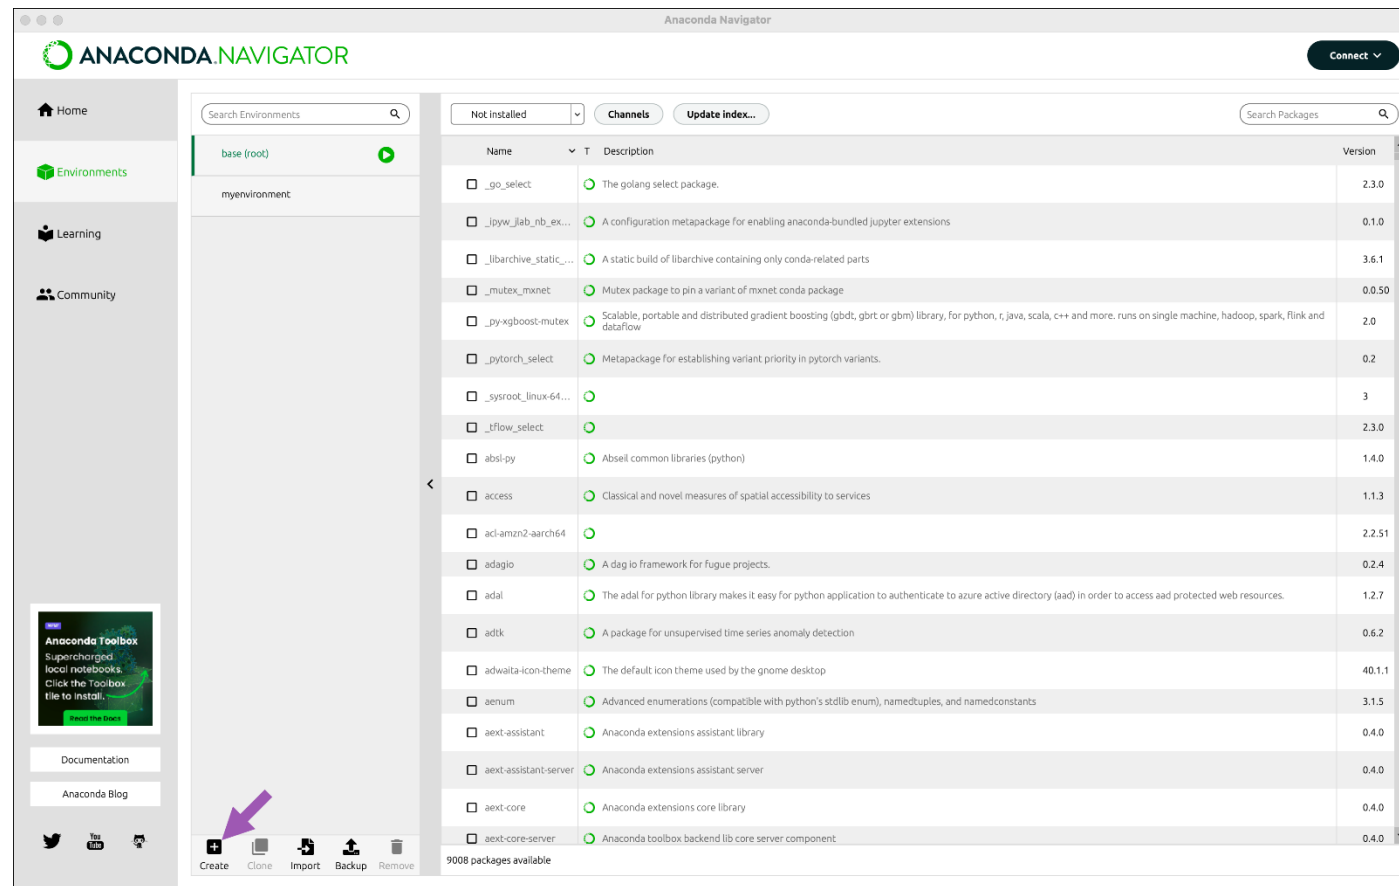 Anaconda Navigator
ANACONDA.NAVIGATOR
Connect
Home
Environments
Learning
Community
NEW
Anaconda Toolbox
Supercharged
local notebooks.
Click the Toolbox
tile to install.
Read the Docs
Documentation
Anaconda Blog
You
Tube
Search Environments
base (root)
myenvironment
Create
Clone
Import
Backup
Remove
Not installed
Channels
Update index...
Search Packages
Name T Description Version
_go_select The golang select package. 2.3.0
_ipyw_jlab_nb_ex... A configuration metapackage for enabling anaconda-bundled jupyter extensions 0.1.0
_libarchive_static_... A static build of libarchive containing only conda-related parts 3.6.1
_mutex_mxnet Mutex package to pin a variant of mxnet conda package 0.0.50
_py-xgboost-mutex Scalable, portable and distributed gradient boosting (gbdt, gbrt or gbm) library, for python, r, java, scala, c++ and more. runs on single machine, hadoop, spark, flink and
dataflow 2.0
_pytorch_select Metapackage for establishing variant priority in pytorch variants. 0.2
_sysroot_linux-64... 3
_tflow_select 2.3.0
absl-py Abseil common libraries (python) 1.4.0
access Classical and novel measures of spatial accessibility to services 1.1.3
acl-amzn2-aarch64 2.2.51
adagio A dag io framework for fugue projects. 0.2.4
adal The adal for python library makes it easy for python application to authenticate to azure active directory (aad) in order to access aad protected web resources. 1.2.7
adtk A package for unsupervised time series anomaly detection 0.6.2
adwaita-icon-theme The default icon theme used by the gnome desktop 40.1.1
aenum Advanced enumerations (compatible with python's stdlib enum), namedtuples, and namedconstants 3.1.5
aext-assistant Anaconda extensions assistant library 0.4.0
aext-assistant-server Anaconda extensions assistant server 0.4.0
aext-core Anaconda extensions core library 0.4.0
aext-core-server Anaconda toolbox backend lib core server component 0.4.0
9008 packages available